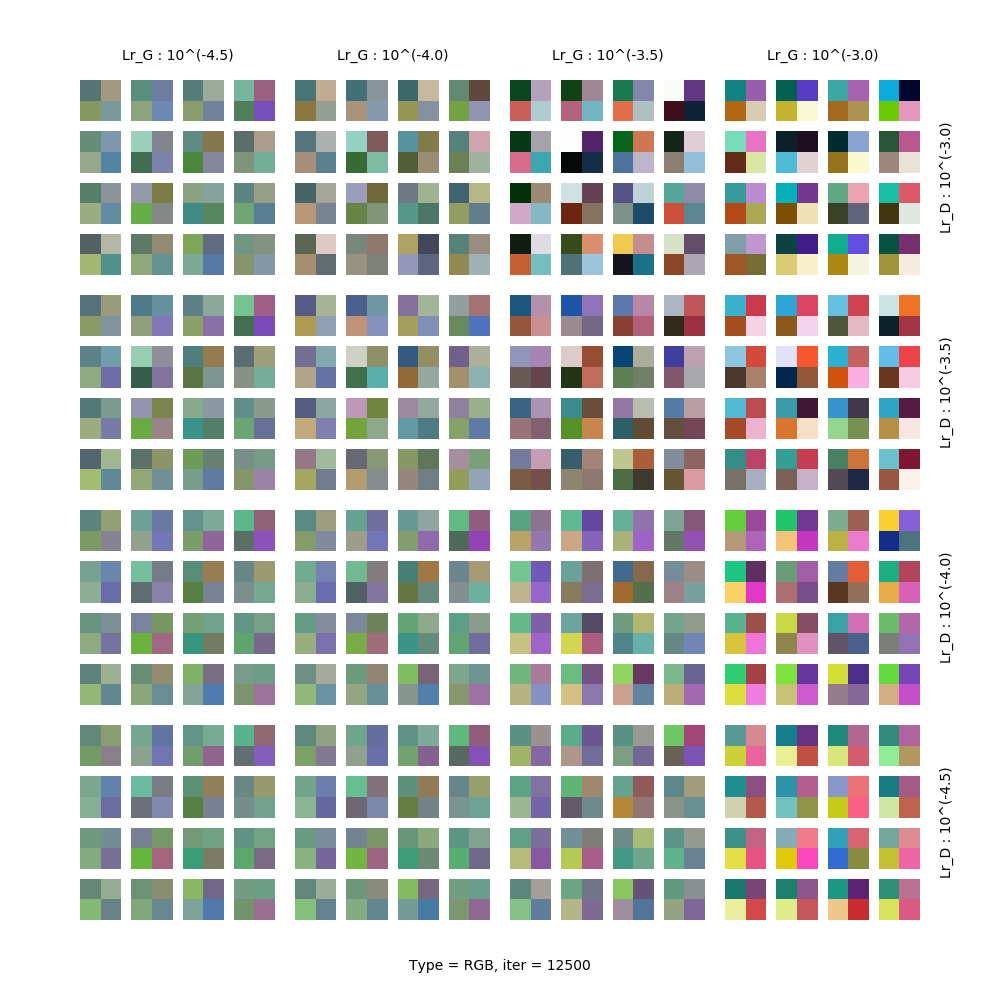 Lr_G : 10^(-4.5)
Lr_G : 10^(-4.0)
Lr_G : 10^(-3.5)
Lr_G : 10^(-3.0)
Lr_D : 10^(-3.0)
Lr_D : 10^(-3.5)
Lr_D : 10^(-4.0)
Lr_D : 10^(-4.5)
Type = RGB, iter = 12500